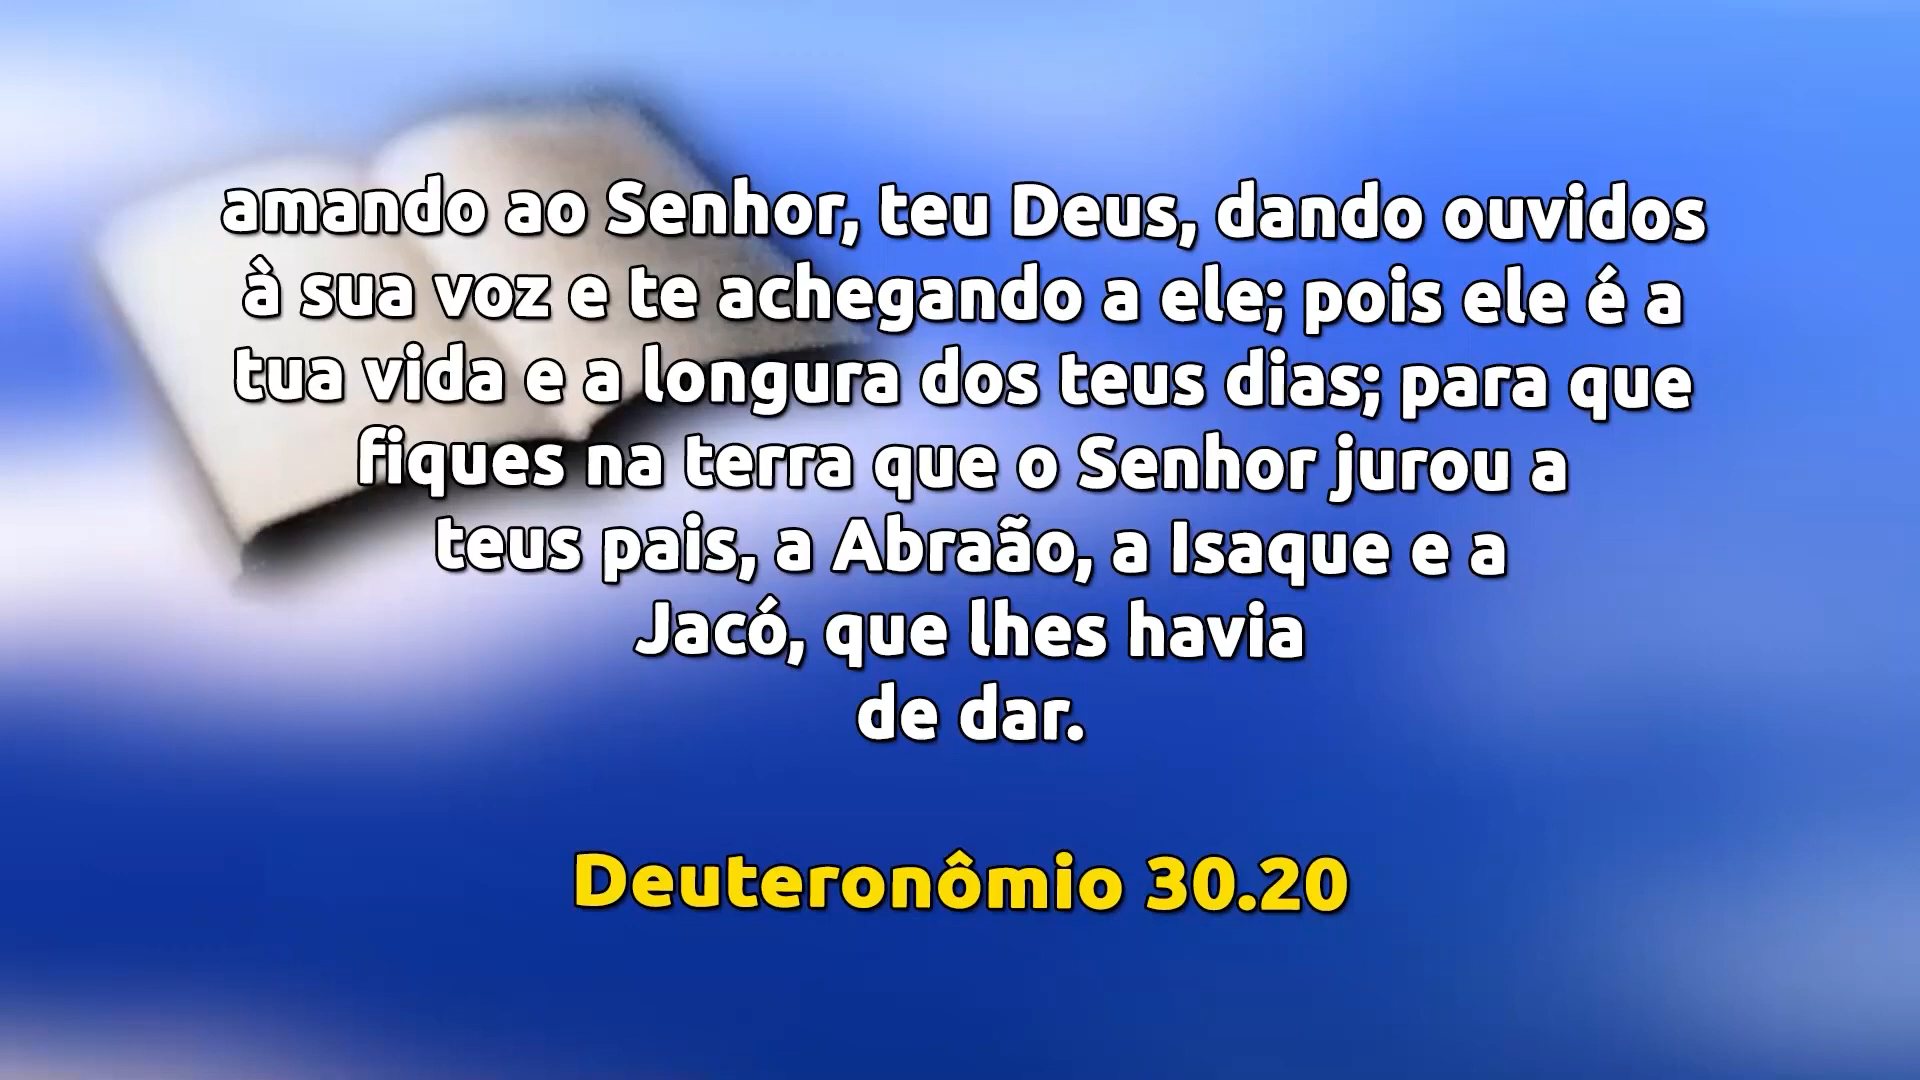 amando ao Senhor, teu Deus, dando ouvidos
à sua voz e te achegando a ele; pois ele é a
tua vida e a longura dos teus dias; para que
fiques na terra que o Senhor jurou a
teus pais, a Abraão, a Isaque e a
Jacó, que lhes havia
de dar.
Deuteronômio 30.20